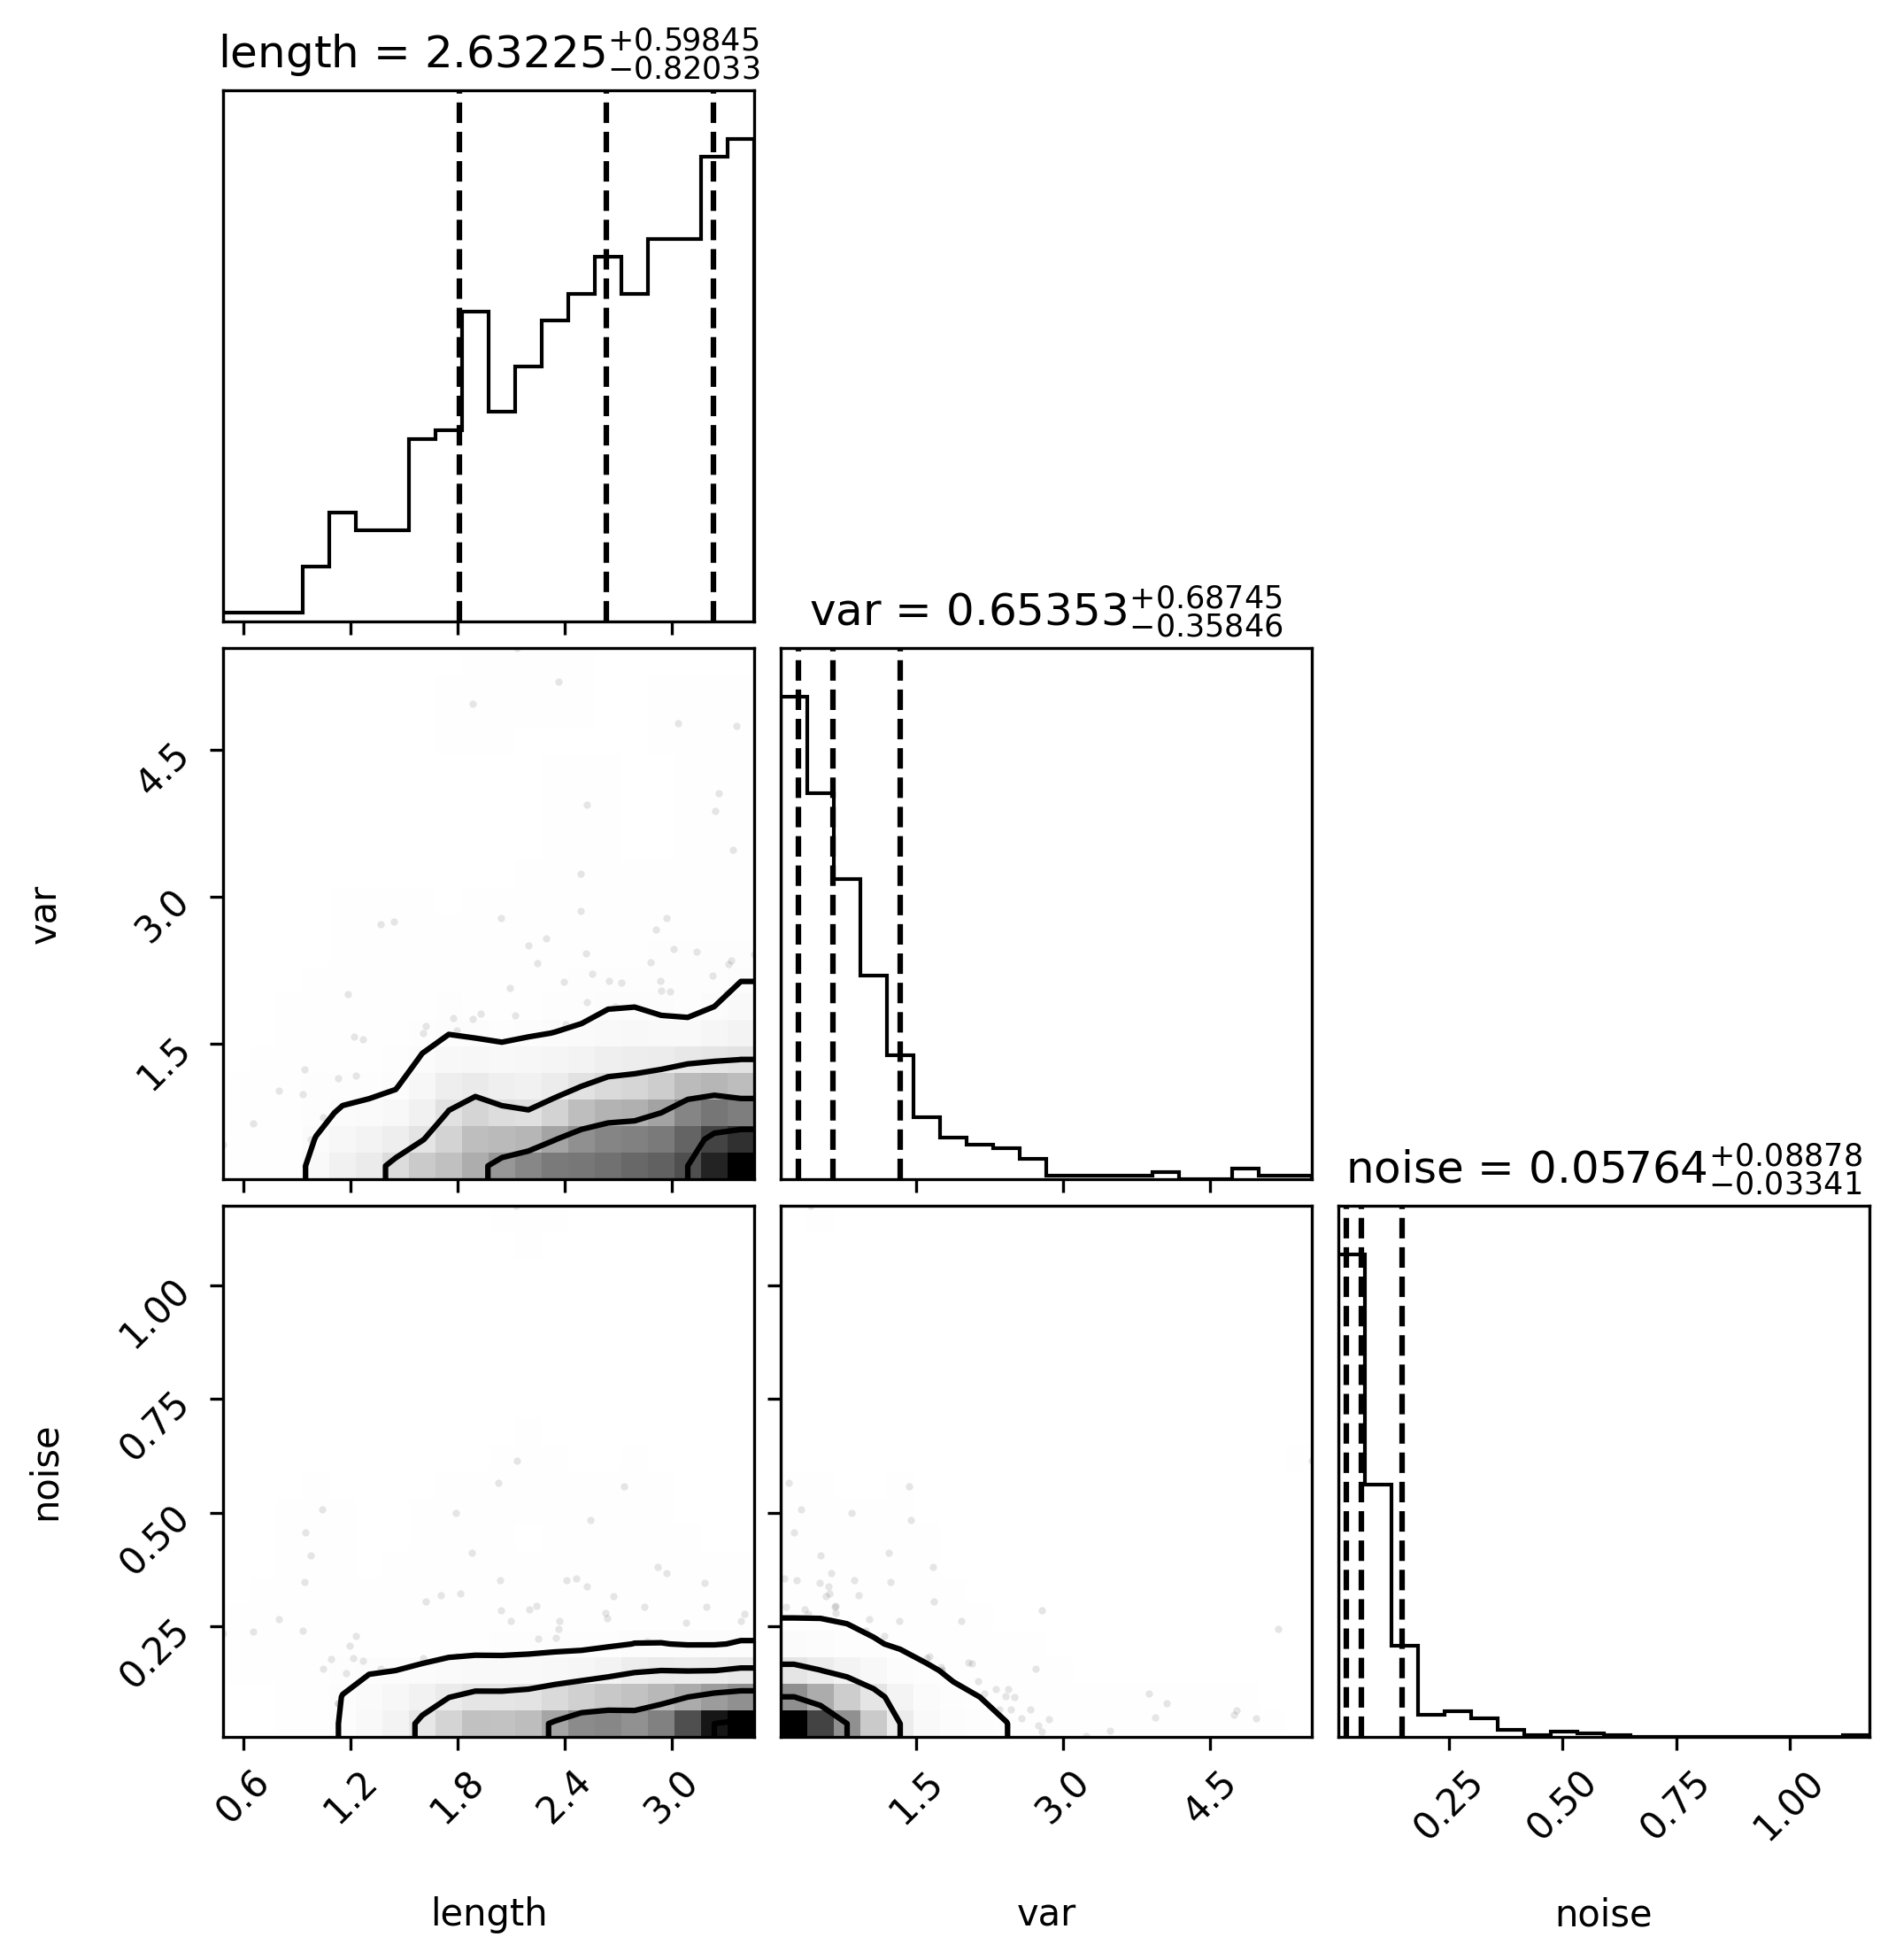 length = 2.63225+0.59845−0.82033
var = 0.65353+0.68745−0.35846
4.5
3.0
1.5
var
noise = 0.05764+0.08878−0.03341
1.00
0.75
0.50
0.25
noise
0.6 1.2 1.8 2.4 3.0 1.5 3.0 4.5 0.25 0.50 0.75 1.00
length var noise